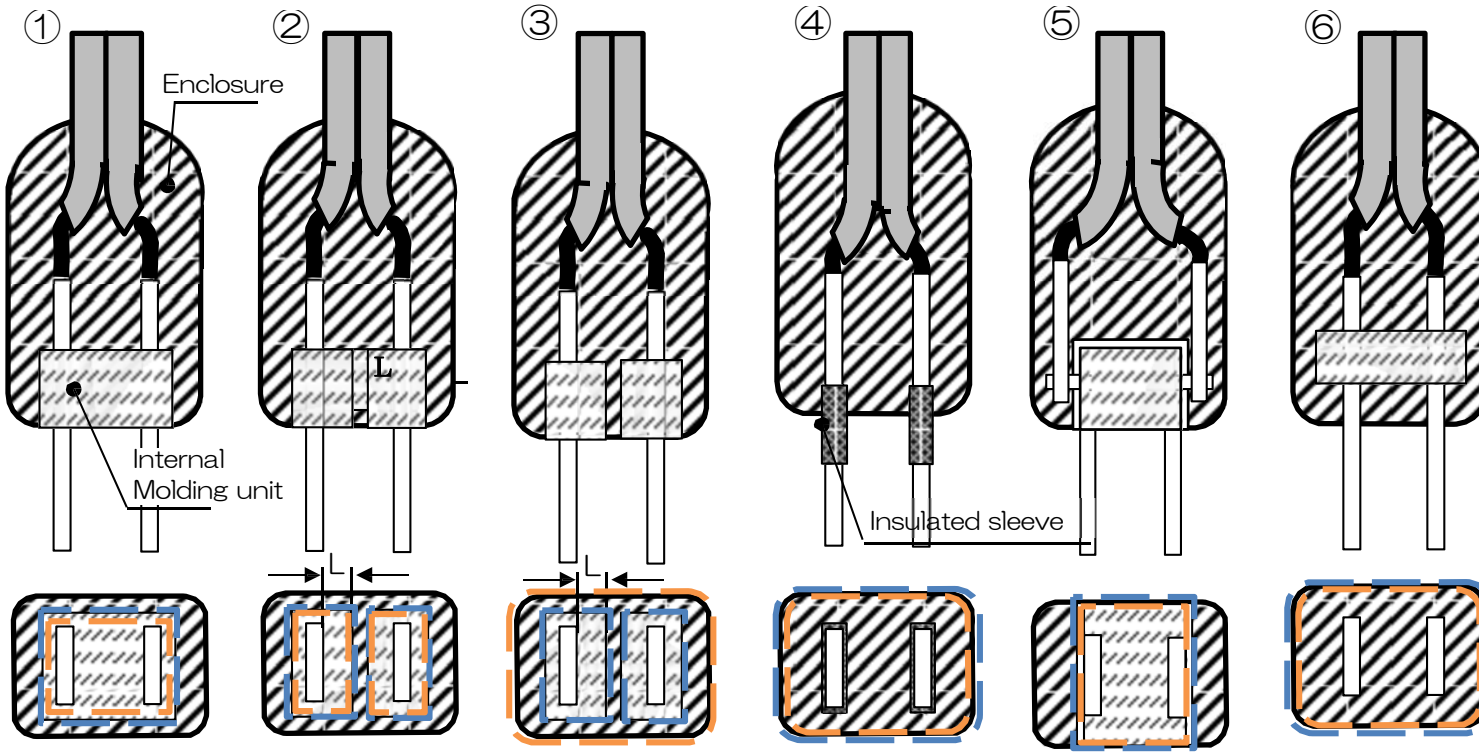 ① ② ③ ④ ⑤ ⑥
Enclosure
L
Internal
Molding unit
Insulated sleeve
L L